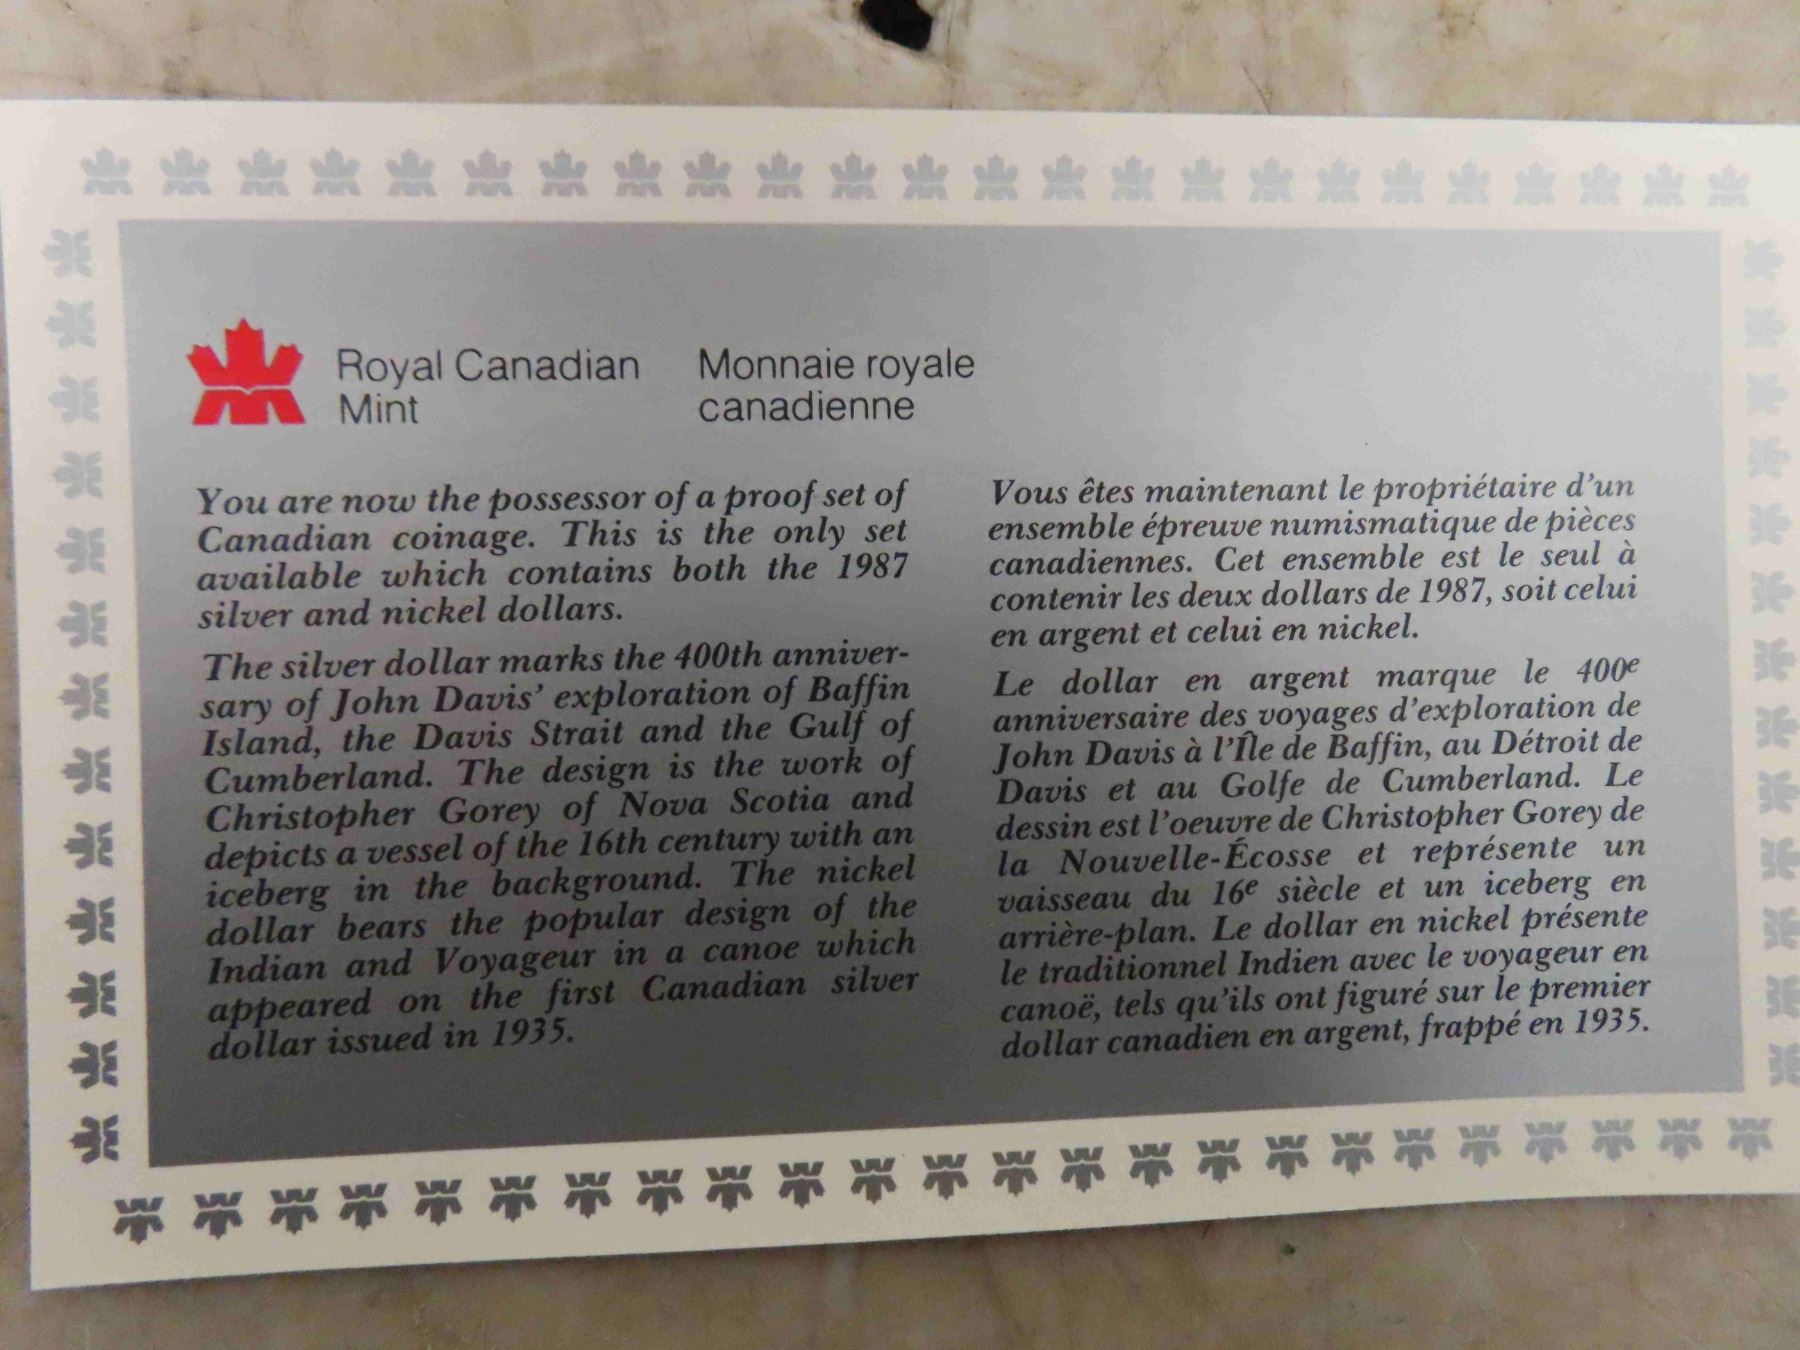 Royal Canadian
Mint
Monnaie royale
canadienne
You are now the possessor of a proof set of
Canadian coinage. This is the only set
available which contains both the 1987
silver and nickel dollars.
The silver dollar marks the 400th anniver-
sary of John Davis' exploration of Baffin
Island, the Davis Strait and the Gulf of
Cumberland. The design is the work of
Christopher Gorey of Nova Scotia and
depicts a vessel of the 16th century with an
iceberg in the background. The nickel
dollar bears the popular design of the
Indian and Voyageur in a canoe which
appeared on the first Canadian silver
dollar issued in 1935.
Vous êtes maintenant le propriétaire d'un
ensemble épreuve numismatique de pièces
canadiennes. Cet ensemble est le seul à
contenir les deux dollars de 1987, soit celui
en argent et celui en nickel.
Le dollar en argent marque le 400e
anniversaire des voyages d'exploration de
John Davis à l'Île de Baffin, au Détroit de
Davis et au Golfe de Cumberland. Le
dessin est l'oeuvre de Christopher Gorey de
la Nouvelle-Écosse et représente un
vaisseau du 16e siècle et un iceberg en
arrière-plan. Le dollar en nickel présente
le traditionnel Indien avec le voyageur en
canoë, tels qu'ils ont figuré sur le premier
dollar canadien en argent, frappé en 1935.